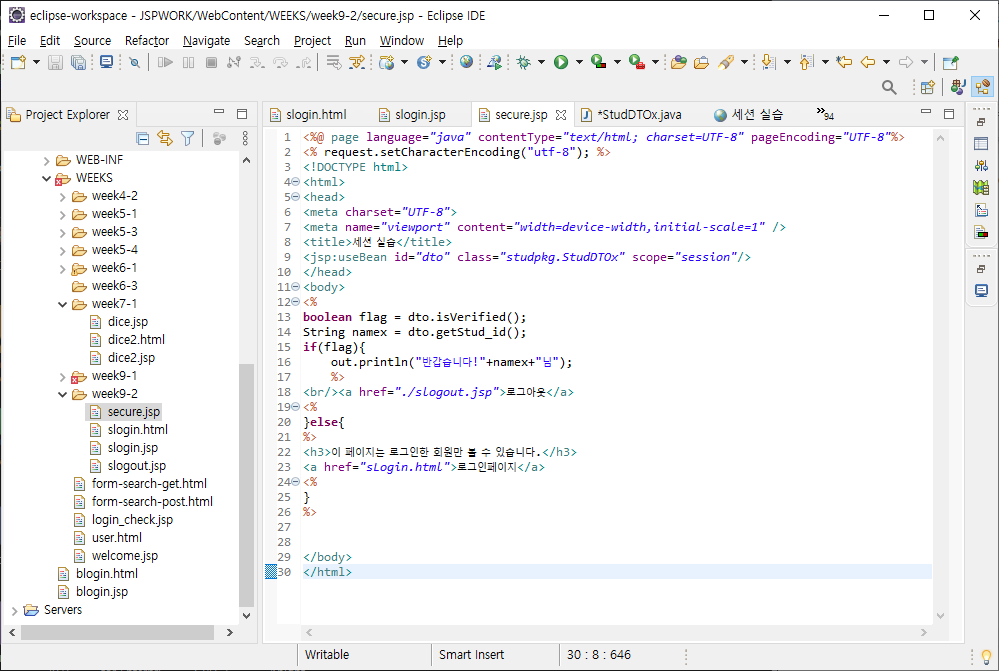 eclipse-workspace - JSPWORK/WebContent/WEEKS/week9-2/secure.jsp - Eclipse IDE
File Edit Source Refactor Navigate Search Project Run Window Help
Project Explorer
WEB-INF
WEEKS
week4-2
week5-1
week5-3
week5-4
week6-1
week6-3
week7-1
dice.jsp
dice2.html
dice2.jsp
week9-1
week9-2
secure.jsp
slogin.html
slogin.jsp
slogout.jsp
form-search-get.html
form-search-post.html
login_check.jsp
user.html
welcome.jsp
blogin.html
blogin.jsp
Servers
slogin.html slogin.jsp secure.jsp *StudDTOx.java 세션 실습 »94
1 <%@ page language="java" contentType="text/html; charset=UTF-8" pageEncoding="UTF-8"%>
2 <% request.setCharacterEncoding("utf-8"); %>
3 <!DOCTYPE html>
4 <html>
5 <head>
6 <meta charset="UTF-8">
7 <meta name="viewport" content="width=device-width,initial-scale=1" />
8 <title>세션 실습</title>
9 <jsp:useBean id="dto" class="studpkg.StudDTOx" scope="session"/>
10 </head>
11 <body>
12 <%
13 boolean flag = dto.isVerified();
14 String namex = dto.getStud_id();
15 if(flag){
16 out.println("반갑습니다!"+namex+"님");
17 %>
18 <br/><a href="./slogout.jsp">로그아웃</a>
19 <%
20 }else{
21 %>
22 <h3>이 페이지는 로그인한 회원만 볼 수 있습니다.</h3>
23 <a href="sLogin.html">로그인페이지</a>
24 <%
25 }
26 %>
27
28
29 </body>
30 </html>
Writable Smart Insert 30 : 8 : 646